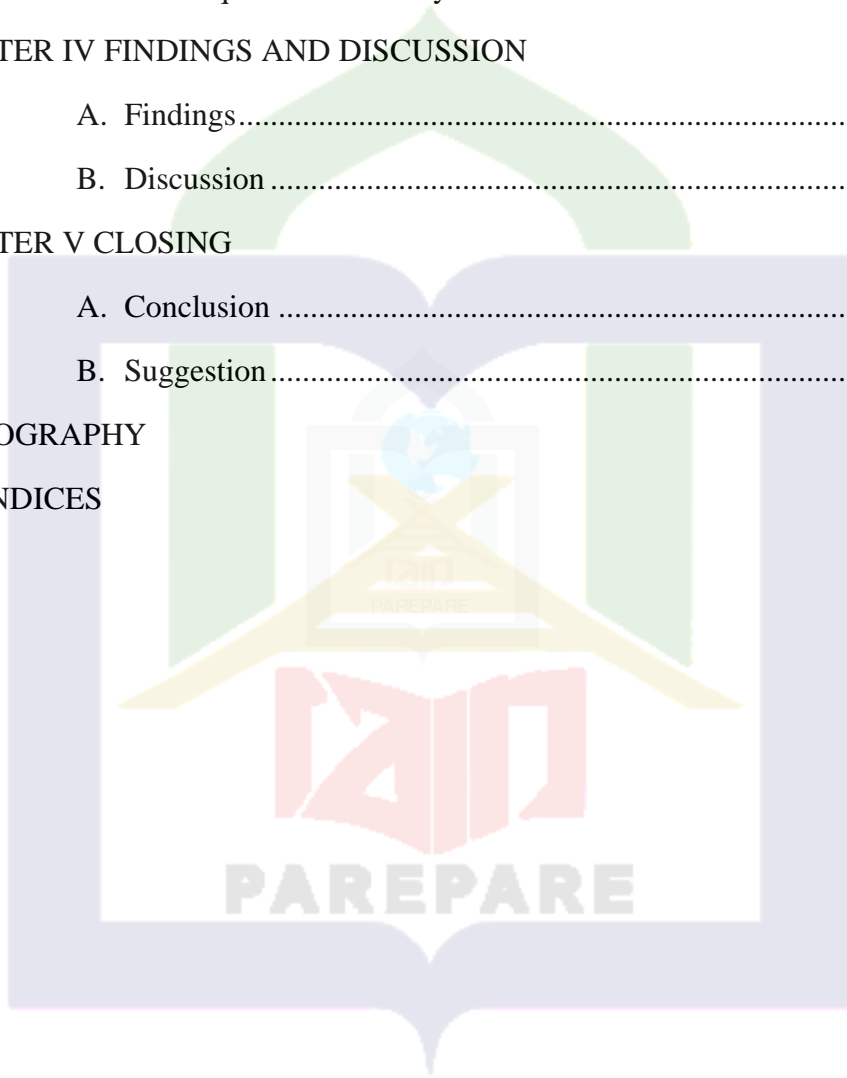 TER IV FINDINGS AND DISCUSSION
A. Findings......................................................................................
B. Discussion ................................................................................
TER V CLOSING
A. Conclusion ...............................................................................
B. Suggestion ................................................................................
OGRAPHY
NDICES
PAREPARE
PAREPARE